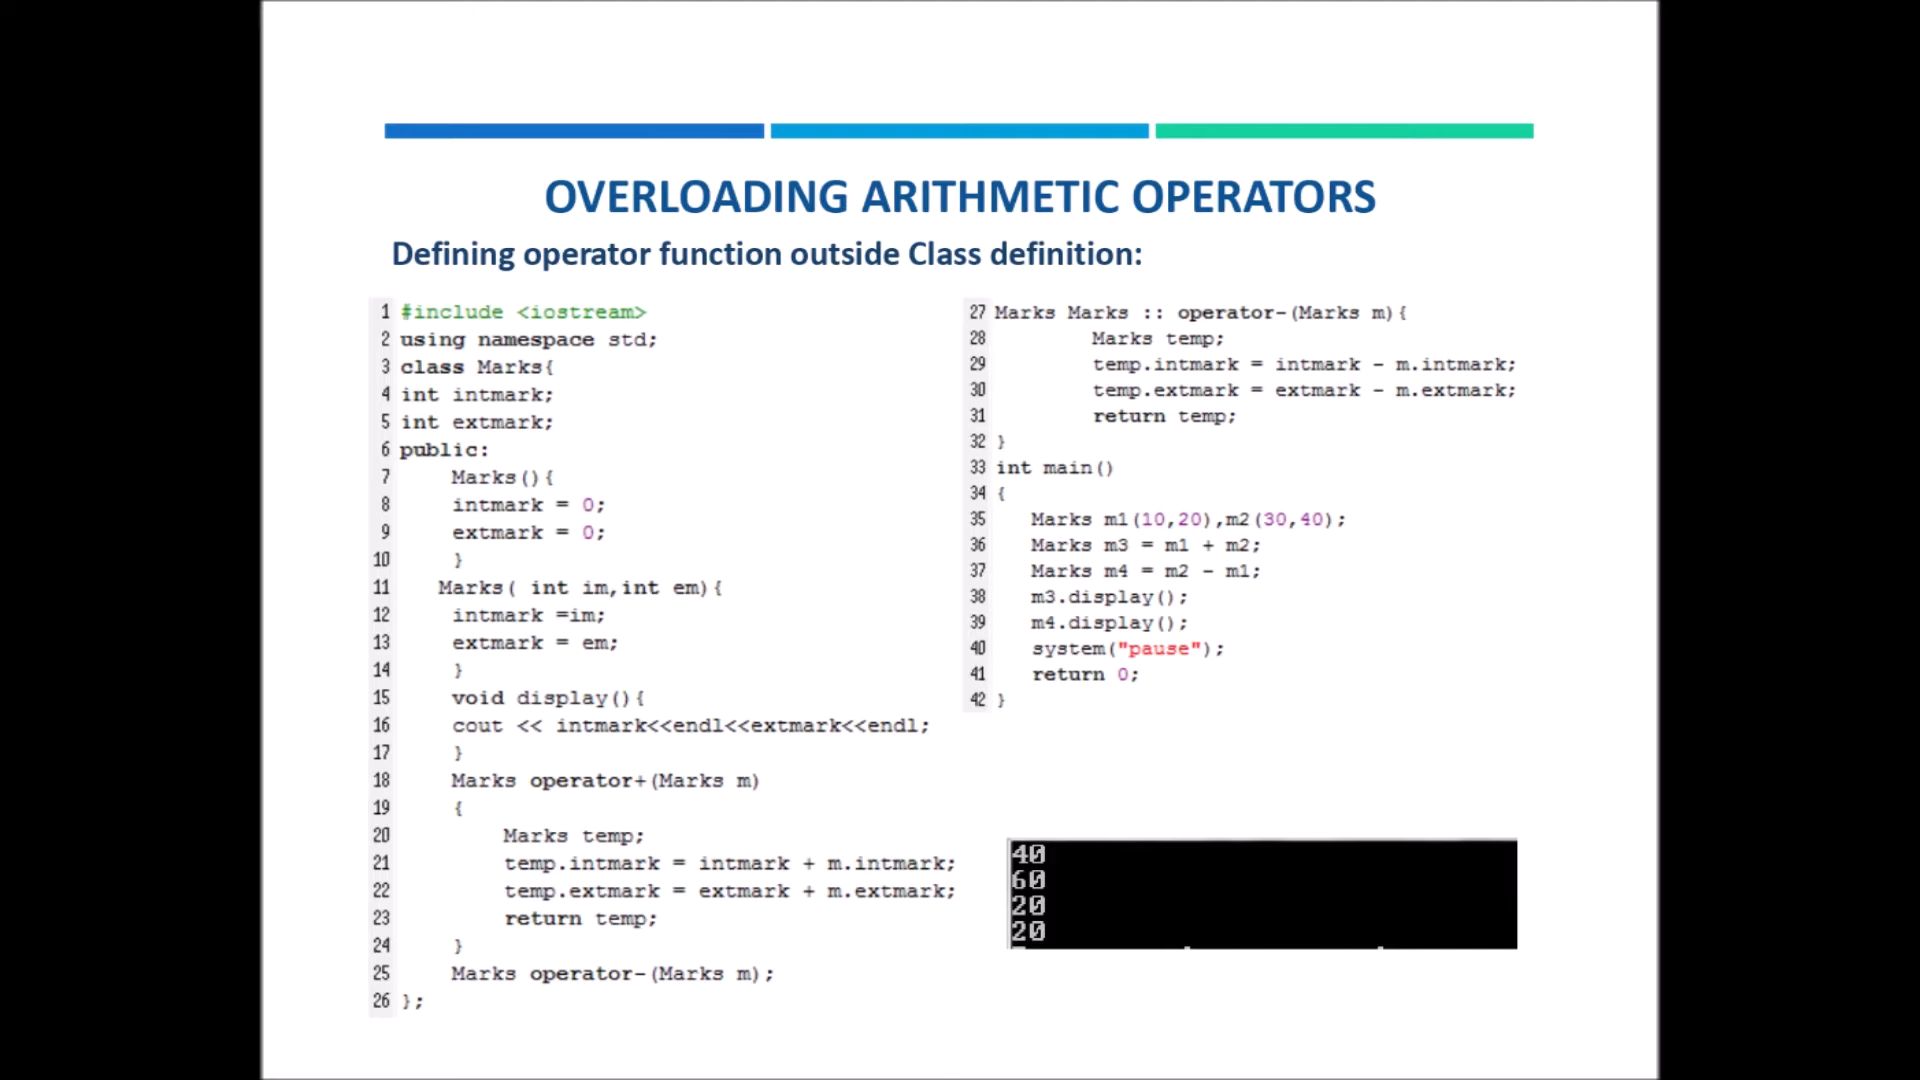 OVERLOADING ARITHMETIC OPERATORS
Defining operator function outside Class definition:
1 #include <iostream>
2 using namespace std;
3 class Marks{
4 int intmark;
5 int extmark;
6 public:
7 Marks(){
8 intmark = 0;
9 extmark = 0;
10 }
11 Marks( int im,int em){
12 intmark =im;
13 extmark = em;
14 }
15 void display(){
16 cout << intmark<<endl<<extmark<<endl;
17 }
18 Marks operator+(Marks m)
19 {
20 Marks temp;
21 temp.intmark = intmark + m.intmark;
22 temp.extmark = extmark + m.extmark;
23 return temp;
24 }
25 Marks operator-(Marks m);
26 };
27 Marks Marks :: operator-(Marks m){
28 Marks temp;
29 temp.intmark = intmark - m.intmark;
30 temp.extmark = extmark - m.extmark;
31 return temp;
32 }
33 int main()
34 {
35 Marks m1(10,20),m2(30,40);
36 Marks m3 = m1 + m2;
37 Marks m4 = m2 - m1;
38 m3.display();
39 m4.display();
40 system("pause");
41 return 0;
42 }
40
60
20
20